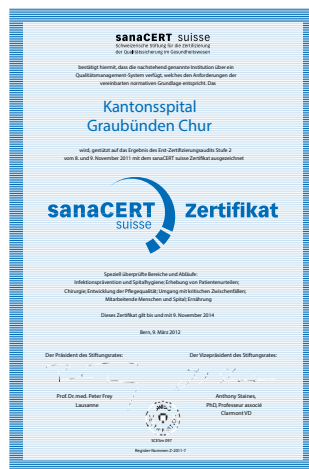 sanaCERT suisse
Schweizerische Stiftung für die Zertifizierung
der Qualitätssicherung im Gesundheitswesen
bestätigt hiermit, dass die nachstehend genannte Institution über ein
Qualitätsmanagement-System verfügt, welches den Anforderungen der
vereinbarten normativen Grundlage entspricht. Das
Kantonsspital
Graubünden Chur
wird, gestützt auf das Ergebnis des Erst-Zertifizierungsaudits Stufe 2
vom 8. und 9. November 2011 mit dem sanaCERT suisse Zertifikat ausgezeichnet
sanaCERT Zertifikat
suisse
Speziell überprüfte Bereiche und Abläufe:
Infektionsprävention und Spitalhygiene; Erhebung von Patientenurteilen;
Chirurgie; Entwicklung der Pflegequalität; Umgang mit kritischen Zwischenfällen;
Mitarbeitende Menschen und Spital; Ernährung
Dieses Zertifikat gilt bis und mit 9. November 2014
Bern, 9. März 2012
Der Präsident des Stiftungsrates: Der Vizepräsident des Stiftungsrates:
Prof. Dr. med. Peter Frey Anthony Staines,
Lausanne PhD, Professeur associé
Clarmont VD
SCESm 097
Register-Nummer: Z-2011-7